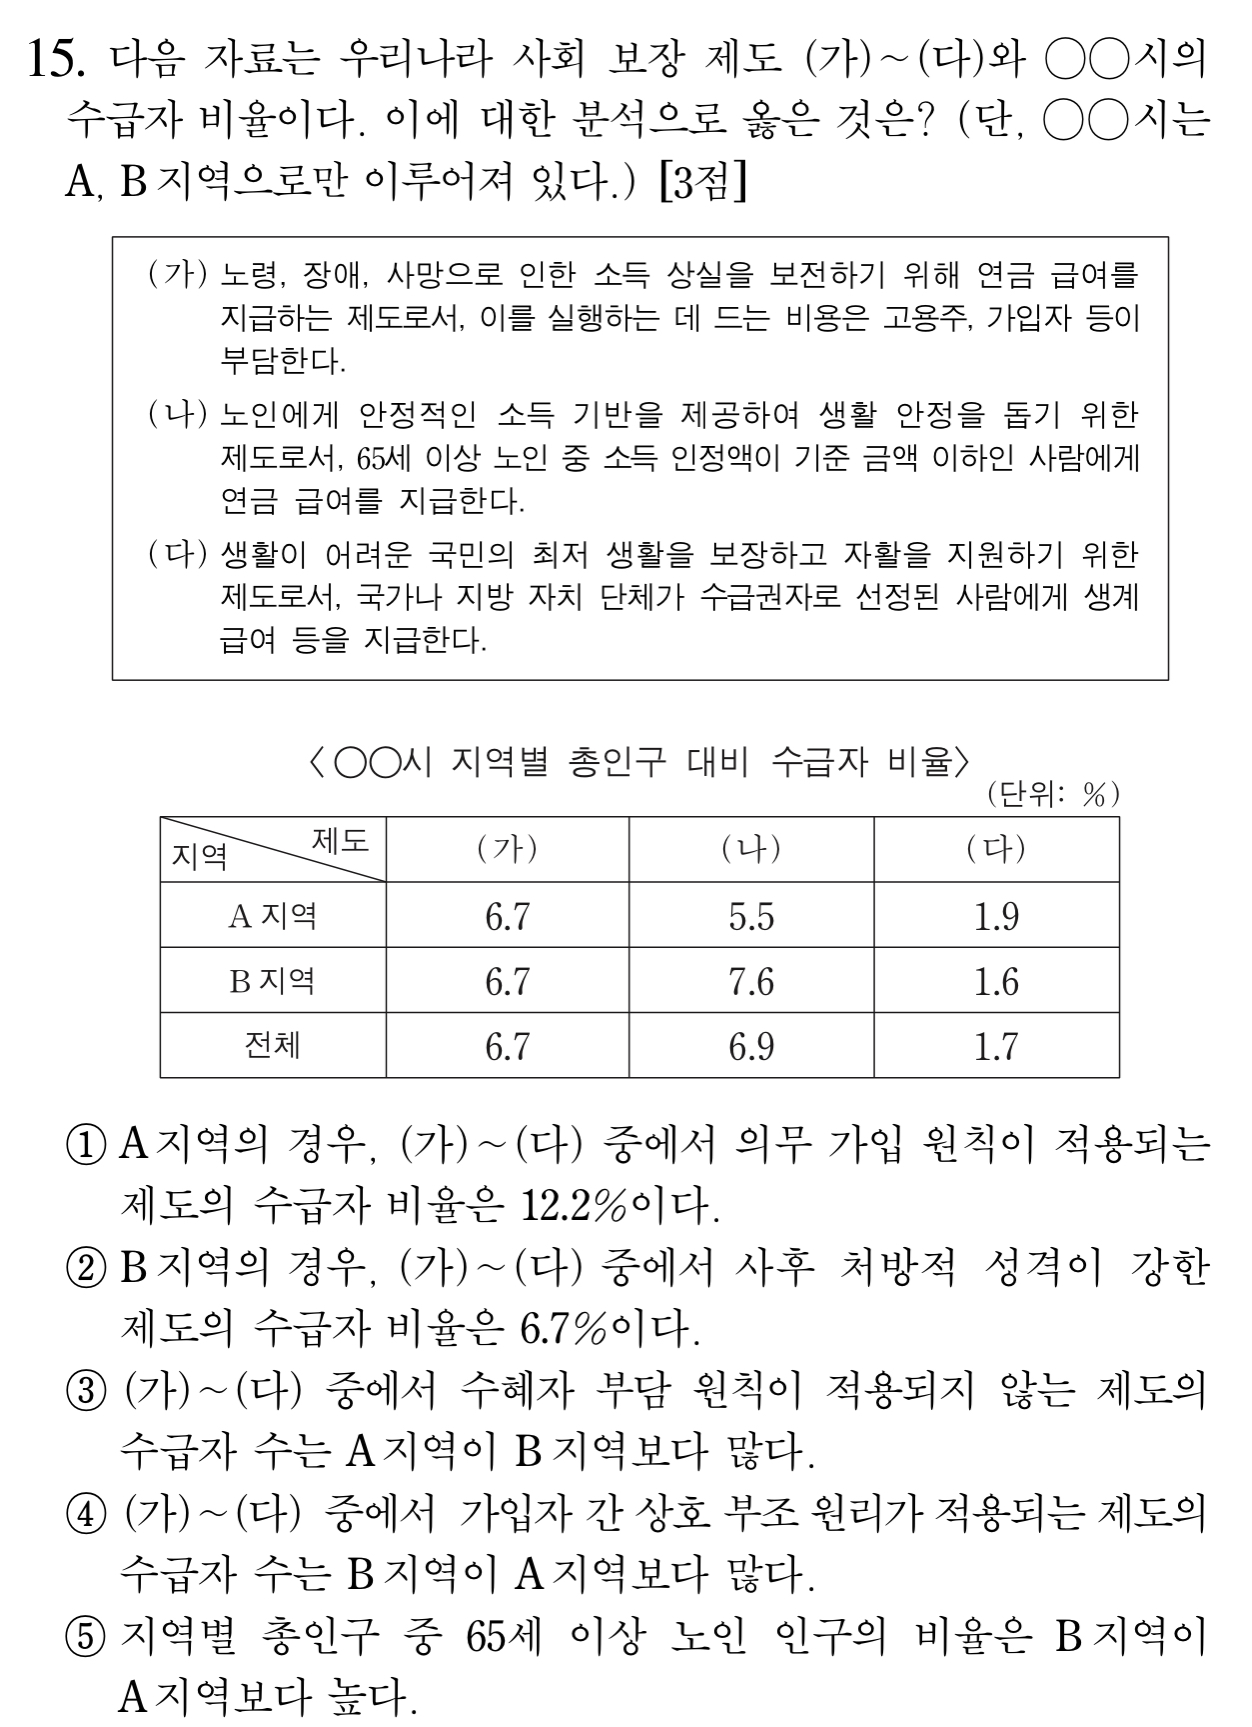 15. 다음 자료는 우리나라 사회 보장 제도 (가)~(다)와 ○○시의
수급자 비율이다. 이에 대한 분석으로 옳은 것은? (단, ○○시는
A, B 지역으로만 이루어져 있다.) [3점]
(가) 노령, 장애, 사망으로 인한 소득 상실을 보전하기 위해 연금 급여를
지급하는 제도로서, 이를 실행하는 데 드는 비용은 고용주, 가입자 등이
부담한다.
(나) 노인에게 안정적인 소득 기반을 제공하여 생활 안정을 돕기 위한
제도로서, 65세 이상 노인 중 소득 인정액이 기준 금액 이하인 사람에게
연금 급여를 지급한다.
(다) 생활이 어려운 국민의 최저 생활을 보장하고 자활을 지원하기 위한
제도로서, 국가나 지방 자치 단체가 수급권자로 선정된 사람에게 생계
급여 등을 지급한다.
〈○○시 지역별 총인구 대비 수급자 비율〉
(단위: %)
지역 제도 (가) (나) (다)
A 지역 6.7 5.5 1.9
B 지역 6.7 7.6 1.6
전체 6.7 6.9 1.7
① A 지역의 경우, (가)~(다) 중에서 의무 가입 원칙이 적용되는
제도의 수급자 비율은 12.2%이다.
② B 지역의 경우, (가)~(다) 중에서 사후 처방적 성격이 강한
제도의 수급자 비율은 6.7%이다.
③ (가)~(다) 중에서 수혜자 부담 원칙이 적용되지 않는 제도의
수급자 수는 A 지역이 B 지역보다 많다.
④ (가)~(다) 중에서 가입자 간 상호 부조 원리가 적용되는 제도의
수급자 수는 B 지역이 A 지역보다 많다.
⑤ 지역별 총인구 중 65세 이상 노인 인구의 비율은 B 지역이
A 지역보다 높다.